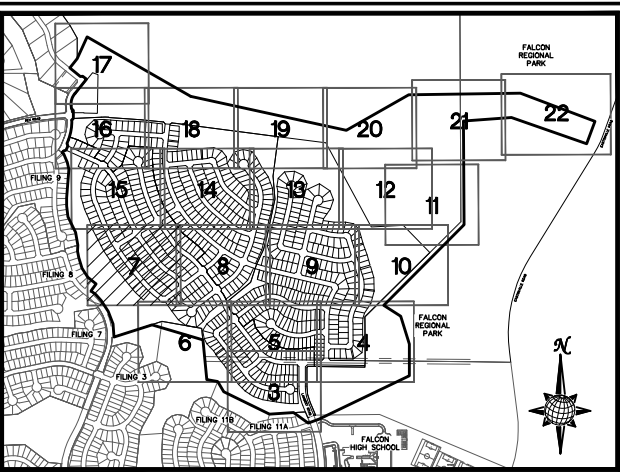 FALCON
REGIONAL
PARK
17
22
21
16
18
19
20
FILING 9
15
14
13
12
11
FILING 8
7
8
9
10
FALCON
REGIONAL
PARK
FILING 7
6
5
4
N
FILING 3
3
FILING 11B
FILING 11A
FALCON
HIGH SCHOOL